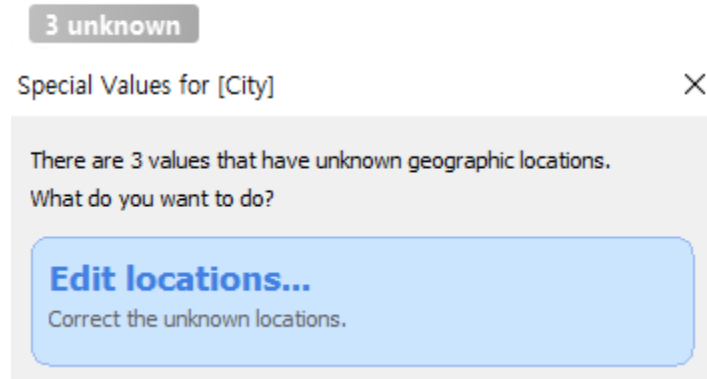 3 unknown
Special Values for [City]
There are 3 values that have unknown geographic locations.
What do you want to do?
Edit locations...
Correct the unknown locations.